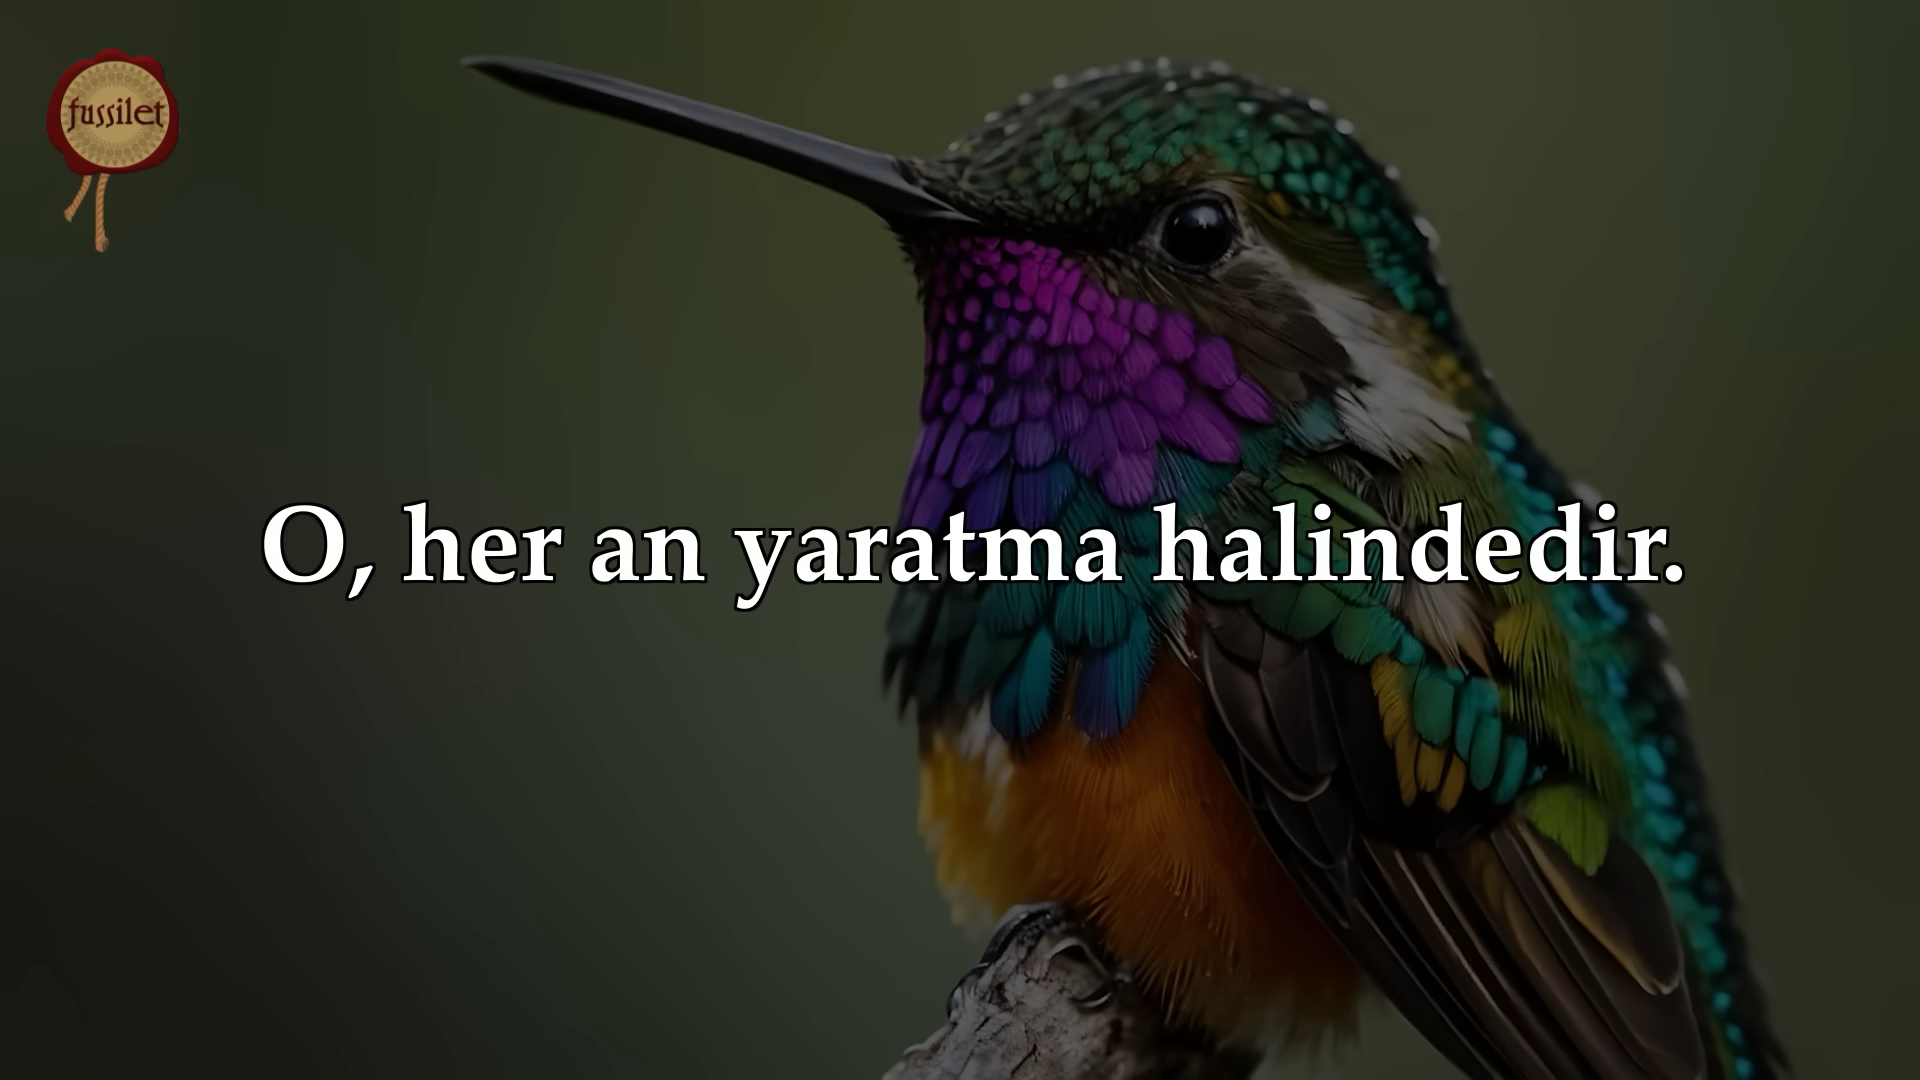 fussilet
O, her an yaratma halindedir.